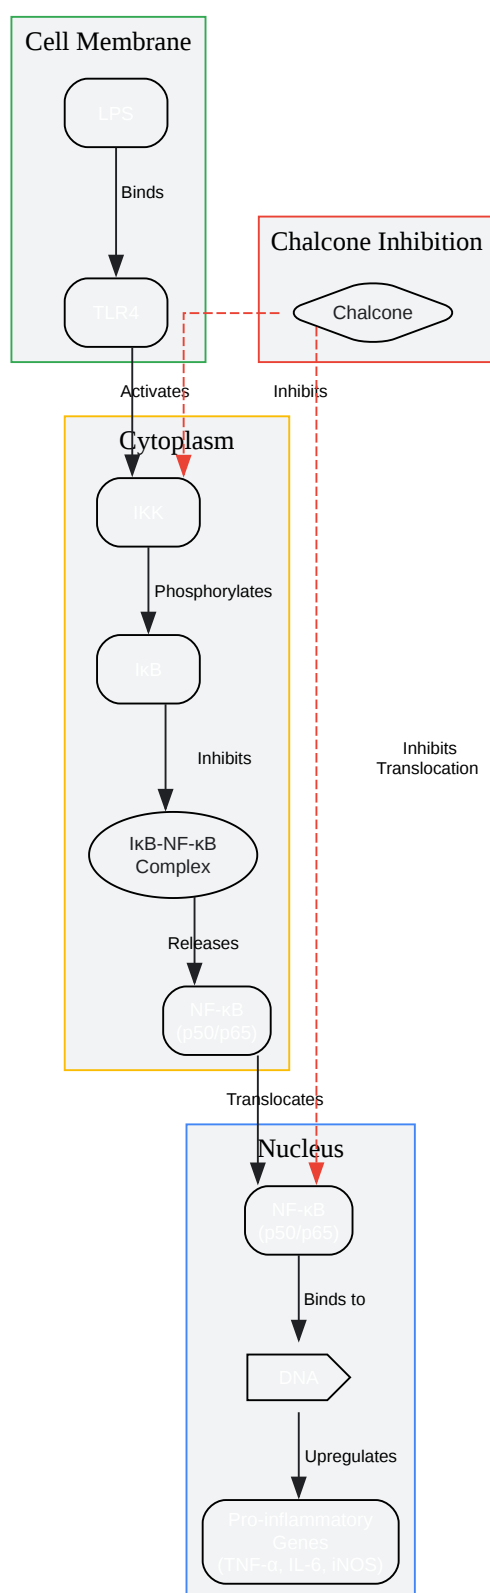 Cell Membrane
LPS
Binds
TLR4
Chalcone Inhibition
Chalcone
Activates
Inhibits
Cytoplasm
IKK
Phosphorylates
IκB
Inhibits
Inhibits
Translocation
IκB-NF-κB
Complex
Releases
NF-κB
(p50/p65)
Translocates
Nucleus
NF-κB
(p50/p65)
Binds to
DNA
Upregulates
Pro-inflammatory
Genes
(TNF-α, IL-6, iNOS)